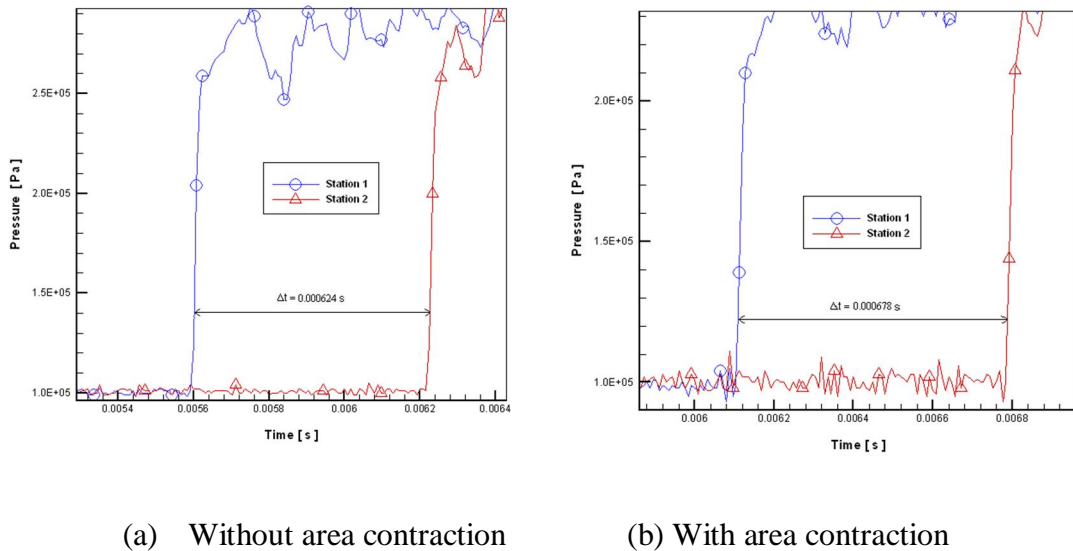 Pressure [Pa]
2.5E+05
2.0E+05
1.5E+05
1.0E+05
Station 1
Station 2
Δt = 0.000624 s
0.0054 0.0056 0.0058 0.006 0.0062 0.0064
Time [s]
Pressure [Pa]
2.0E+05
1.5E+05
1.0E+05
Station 1
Station 2
Δt = 0.000678 s
0.006 0.0062 0.0064 0.0066 0.0068
Time [s]
(a) Without area contraction
(b) With area contraction